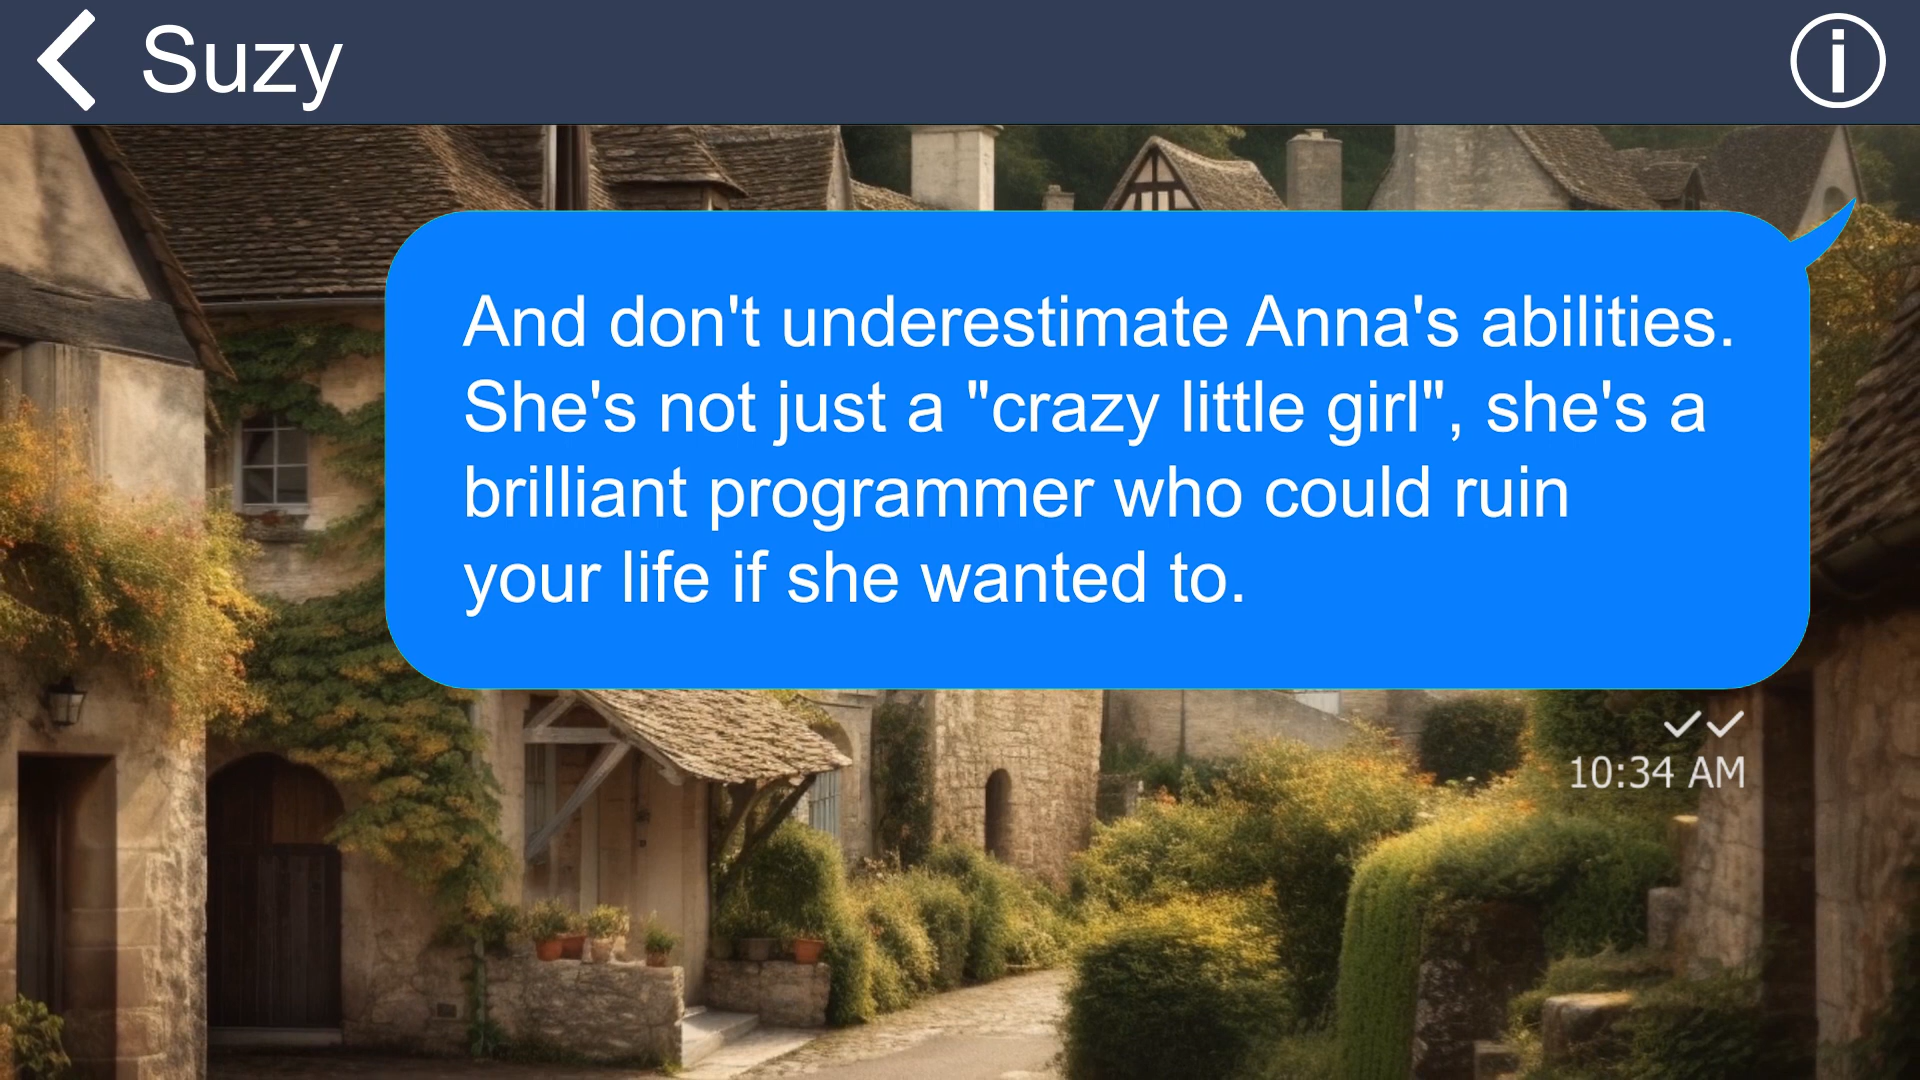 Suzy
And don't underestimate Anna's abilities.
She's not just a "crazy little girl", she's a
brilliant programmer who could ruin
your life if she wanted to.
10:34 AM